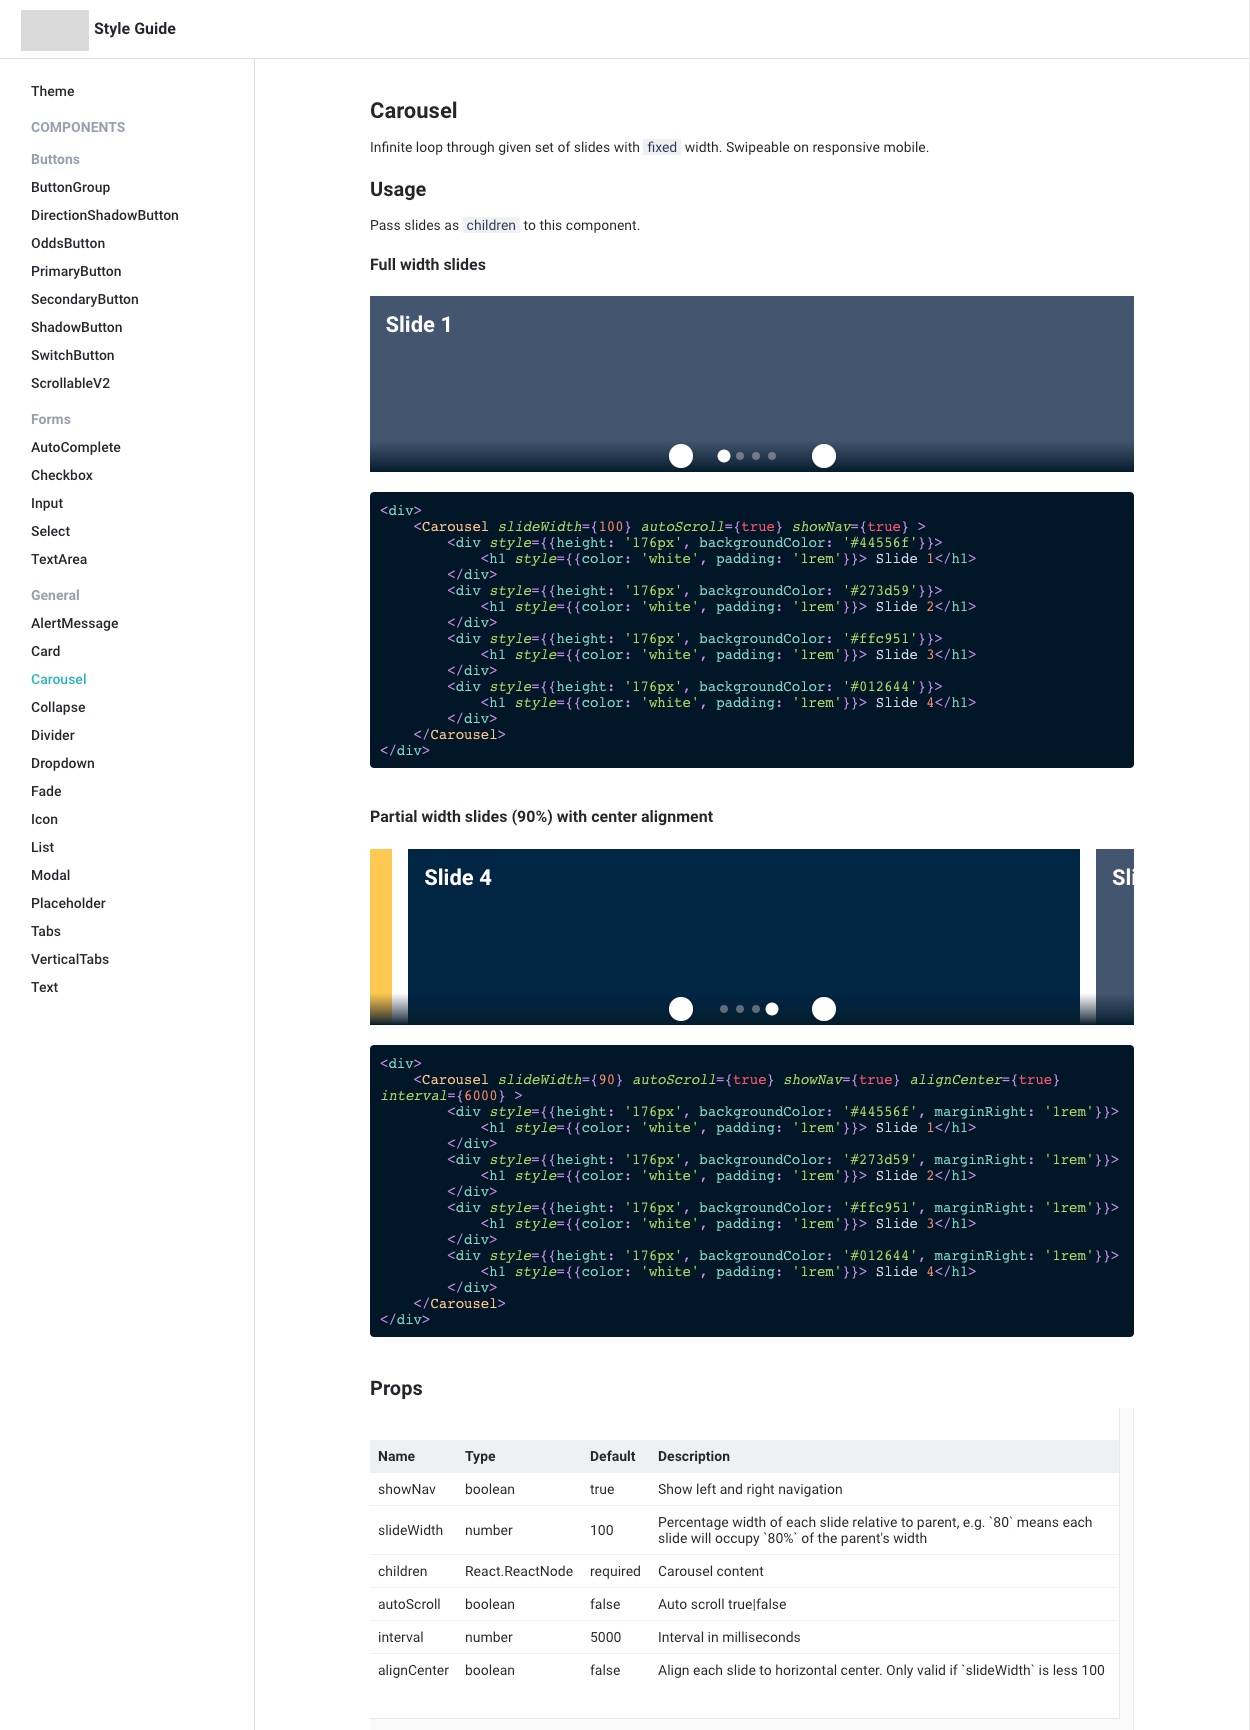 Style Guide
Theme
COMPONENTS
Buttons
ButtonGroup
DirectionShadowButton
OddsButton
PrimaryButton
SecondaryButton
ShadowButton
SwitchButton
ScrollableV2
Forms
AutoComplete
Checkbox
Input
Select
TextArea
General
AlertMessage
Card
Carousel
Collapse
Divider
Dropdown
Fade
Icon
List
Modal
Placeholder
Tabs
VerticalTabs
Text
Carousel
Infinite loop through given set of slides with fixed width. Swipeable on responsive mobile.
Usage
Pass slides as children to this component.
Full width slides
Slide 1
<div>
    <Carousel slideWidth={100} autoScroll={true} showNav={true} >
        <div style={{height: '176px', backgroundColor: '#44556f'}}>
            <h1 style={{color: 'white', padding: '1rem'}}> Slide 1</h1>
        </div>
        <div style={{height: '176px', backgroundColor: '#273d59'}}>
            <h1 style={{color: 'white', padding: '1rem'}}> Slide 2</h1>
        </div>
        <div style={{height: '176px', backgroundColor: '#ffc951'}}>
            <h1 style={{color: 'white', padding: '1rem'}}> Slide 3</h1>
        </div>
        <div style={{height: '176px', backgroundColor: '#012644'}}>
            <h1 style={{color: 'white', padding: '1rem'}}> Slide 4</h1>
        </div>
    </Carousel>
</div>
Partial width slides (90%) with center alignment
Slide 4
Sli
<div>
    <Carousel slideWidth={90} autoScroll={true} showNav={true} alignCenter={true}
interval={6000} >
        <div style={{height: '176px', backgroundColor: '#44556f', marginRight: '1rem'}}>
            <h1 style={{color: 'white', padding: '1rem'}}> Slide 1</h1>
        </div>
        <div style={{height: '176px', backgroundColor: '#273d59', marginRight: '1rem'}}>
            <h1 style={{color: 'white', padding: '1rem'}}> Slide 2</h1>
        </div>
        <div style={{height: '176px', backgroundColor: '#ffc951', marginRight: '1rem'}}>
            <h1 style={{color: 'white', padding: '1rem'}}> Slide 3</h1>
        </div>
        <div style={{height: '176px', backgroundColor: '#012644', marginRight: '1rem'}}>
            <h1 style={{color: 'white', padding: '1rem'}}> Slide 4</h1>
        </div>
    </Carousel>
</div>
Props
Name Type Default Description
showNav boolean true Show left and right navigation
slideWidth number 100 Percentage width of each slide relative to parent, e.g. `80` means each
slide will occupy `80%` of the parent's width
children React.ReactNode required Carousel content
autoScroll boolean false Auto scroll true|false
interval number 5000 Interval in milliseconds
alignCenter boolean false Align each slide to horizontal center. Only valid if `slideWidth` is less 100